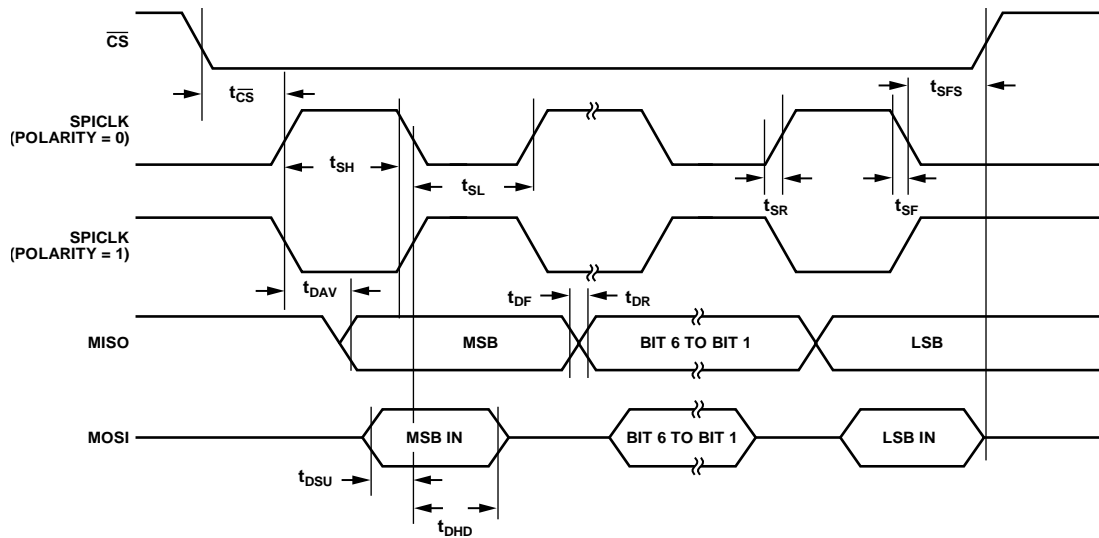 CS
tCS
tSFS
SPICLK
(POLARITY = 0)
tSH
tSL
tSR
tSF
SPICLK
(POLARITY = 1)
tDAV
tDF
tDR
MISO
MSB
BIT 6 TO BIT 1
LSB
MOSI
MSB IN
BIT 6 TO BIT 1
LSB IN
tDSU
tDHD